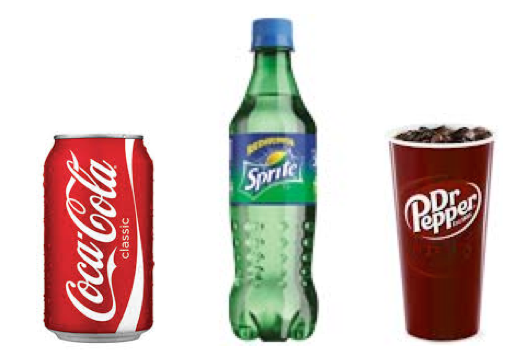 Coca-Cola
classic
Sprite
Dr
Pepper